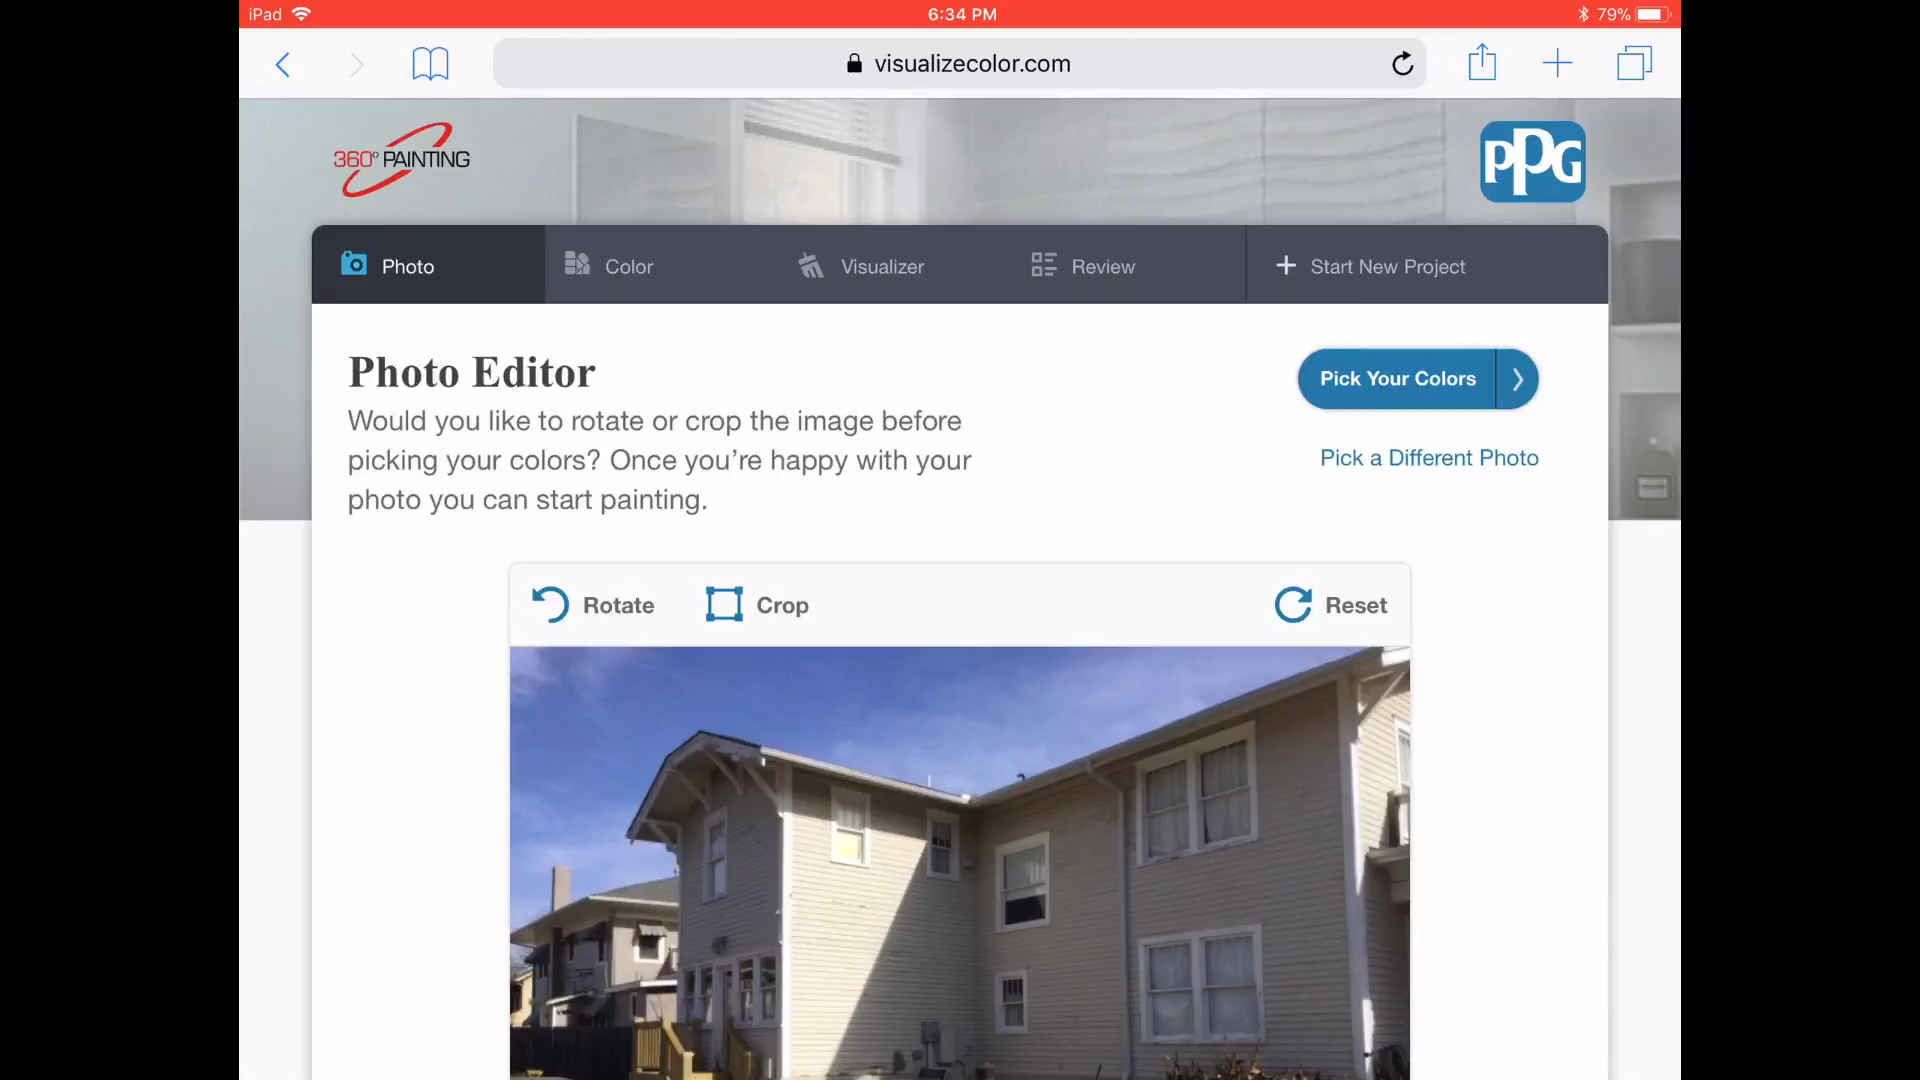 iPad
6:34 PM
79%
visualizecolor.com
360° PAINTING
PPG
Photo
Color
Visualizer
Review
Start New Project
Photo Editor
Pick Your Colors
Would you like to rotate or crop the image before
picking your colors? Once you’re happy with your
photo you can start painting.
Pick a Different Photo
Rotate
Crop
Reset